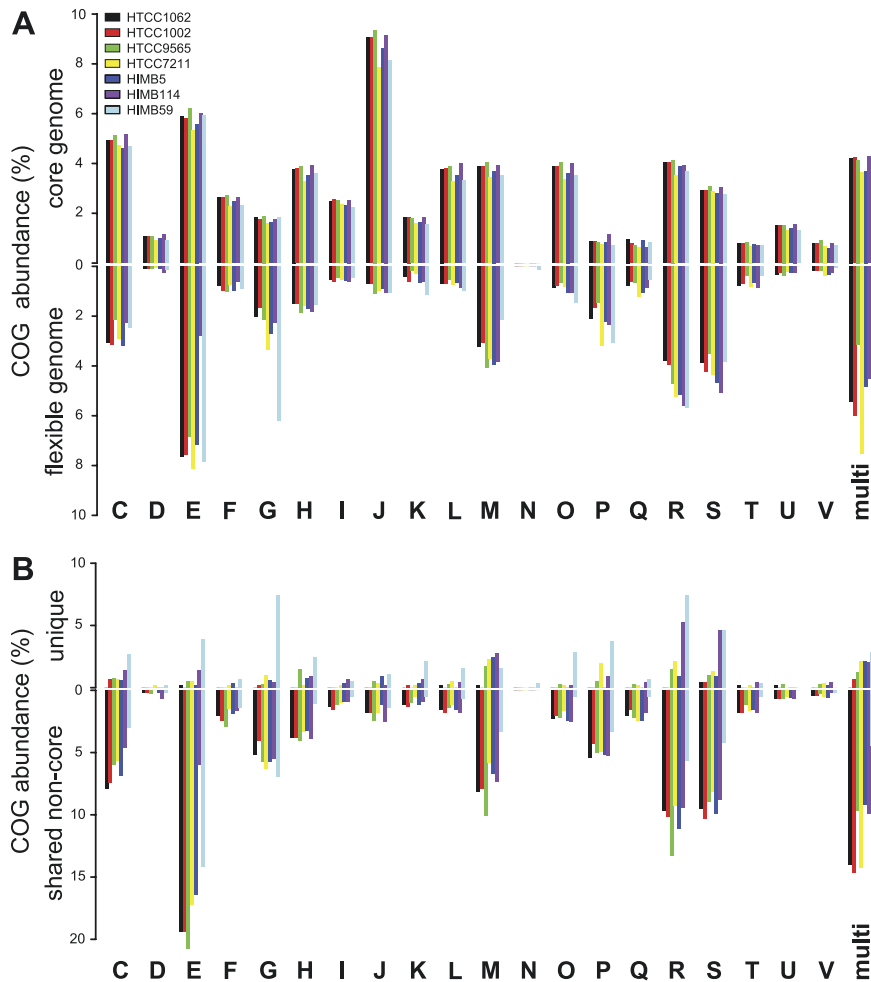 A
HTCC1062
HTCC1002
HTCC9565
HTCC7211
HIMB5
HIMB114
HIMB59
COG abundance (%)
core genome
flexible genome
10
8
6
4
2
0
2
4
6
8
10
C D E F G H I J K L M N O P Q R S T U V multi
B
COG abundance (%)
unique
shared non-core
10
5
0
5
10
15
20
C D E F G H I J K L M N O P Q R S T U V multi